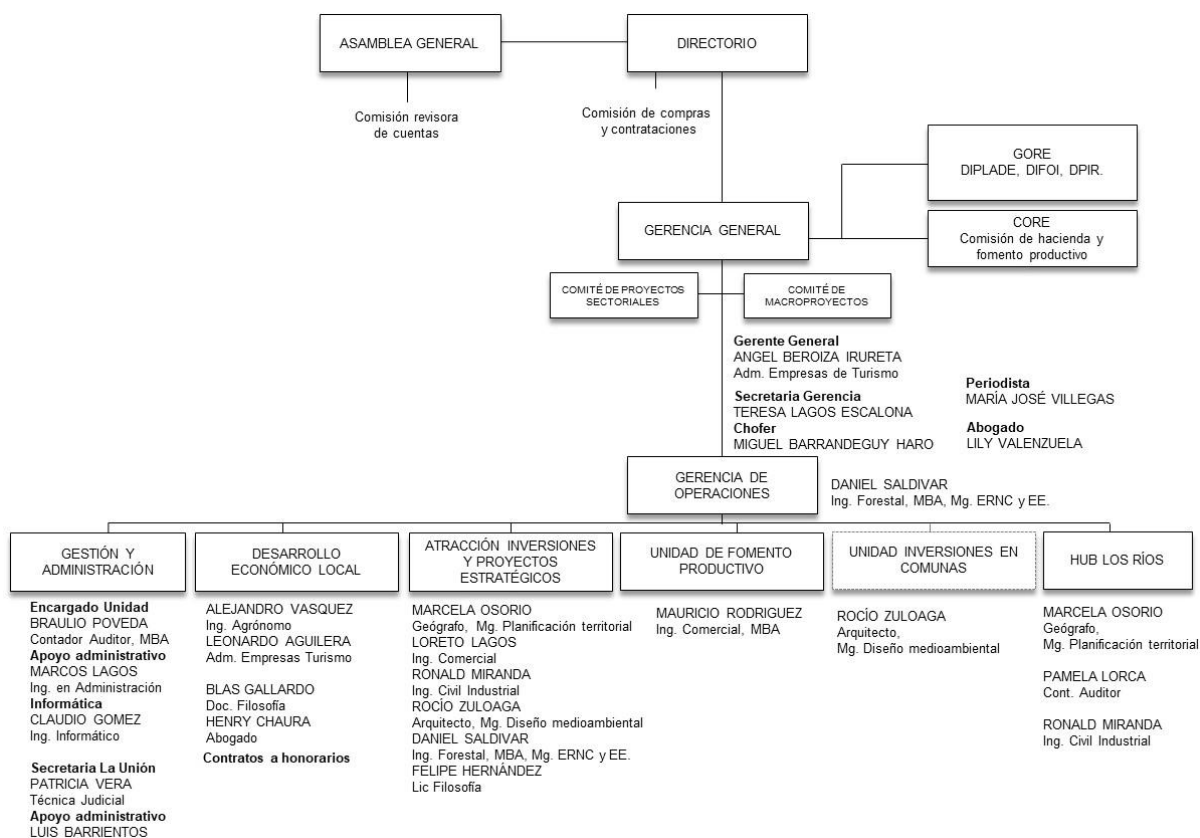 ASAMBLEA GENERAL
DIRECTORIO
Comisión revisora
de cuentas
Comisión de compras
y contrataciones
GORE
DIPLADE, DIFOI, DPIR.
GERENCIA GENERAL
CORE
Comisión de hacienda y
fomento productivo
COMITÉ DE PROYECTOS
SECTORIALES
COMITÉ DE
MACROPROYECTOS
Gerente General
ANGEL BEROIZA IRURETA
Adm. Empresas de Turismo
Secretaria Gerencia
TERESA LAGOS ESCALONA
Chofer
MIGUEL BARRANDEGUY HARO
Periodista
MARÍA JOSÉ VILLEGAS
Abogado
LILY VALENZUELA
GERENCIA DE
OPERACIONES
DANIEL SALDIVAR
Ing. Forestal, MBA, Mg. ERNC y EE.
GESTIÓN Y
ADMINISTRACIÓN
Encargado Unidad
BRAULIO POVEDA
Contador Auditor, MBA
Apoyo administrativo
MARCOS LAGOS
Ing. en Administración
Informática
CLAUDIO GOMEZ
Ing. Informático
Secretaria La Unión
PATRICIA VERA
Técnica Judicial
Apoyo administrativo
LUIS BARRIENTOS
DESARROLLO
ECONÓMICO LOCAL
ALEJANDRO VASQUEZ
Ing. Agrónomo
LEONARDO AGUILERA
Adm. Empresas Turismo
BLAS GALLARDO
Doc. Filosofía
HENRY CHAURA
Abogado
Contratos a honorarios
ATRACCIÓN INVERSIONES
Y PROYECTOS
ESTRATÉGICOS
MARCELA OSORIO
Geógrafo, Mg. Planificación territorial
LORETO LAGOS
Ing. Comercial
RONALD MIRANDA
Ing. Civil Industrial
ROCÍO ZULOAGA
Arquitecto, Mg. Diseño medioambiental
DANIEL SALDIVAR
Ing. Forestal, MBA, Mg. ERNC y EE.
FELIPE HERNÁNDEZ
Lic Filosofía
UNIDAD DE FOMENTO
PRODUCTIVO
MAURICIO RODRIGUEZ
Ing. Comercial, MBA
UNIDAD INVERSIONES EN
COMUNAS
ROCÍO ZULOAGA
Arquitecto,
Mg. Diseño medioambiental
HUB LOS RÍOS
MARCELA OSORIO
Geógrafo,
Mg. Planificación territorial
PAMELA LORCA
Cont. Auditor
RONALD MIRANDA
Ing. Civil Industrial